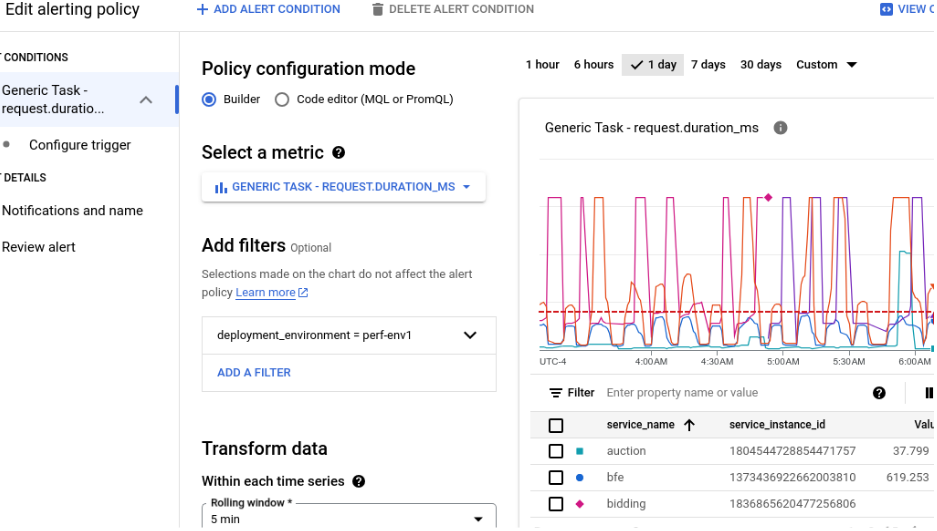 Edit alerting policy
ADD ALERT CONDITION
DELETE ALERT CONDITION
VIEW
CONDITIONS
Generic Task -
request.duratio...
Configure trigger
DETAILS
Notifications and name
Review alert
Policy configuration mode
Builder
Code editor (MQL or PromQL)
Select a metric
GENERIC TASK - REQUEST.DURATION_MS
Add filters Optional
Selections made on the chart do not affect the alert
policy Learn more
deployment_environment = perf-env1
ADD A FILTER
Transform data
Within each time series
Rolling window *
5 min
1 hour 6 hours 1 day 7 days 30 days Custom
Generic Task - request.duration_ms
UTC-4 4:00AM 4:30AM 5:00AM 5:30AM 6:00AM
Filter Enter property name or value
service_name service_instance_id Valu
auction 1804544728854471757 37.799
bfe 1373436922662003810 619.253
bidding 1836865620477256806